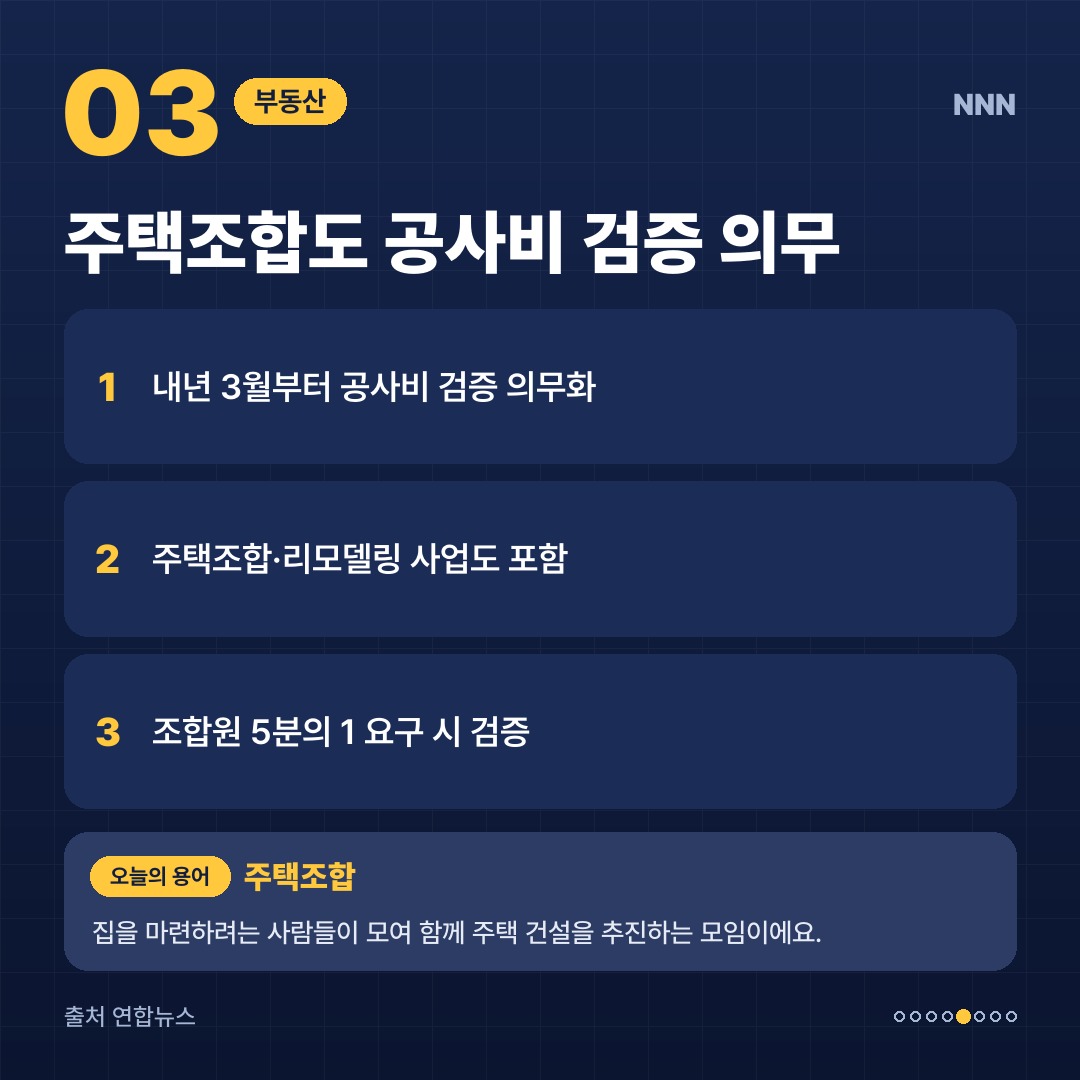 03 부동산
NNN
주택조합도 공사비 검증 의무
1 내년 3월부터 공사비 검증 의무화
2 주택조합·리모델링 사업도 포함
3 조합원 5분의 1 요구 시 검증
오늘의 용어 주택조합
집을 마련하려는 사람들이 모여 함께 주택 건설을 추진하는 모임이에요.
출처 연합뉴스